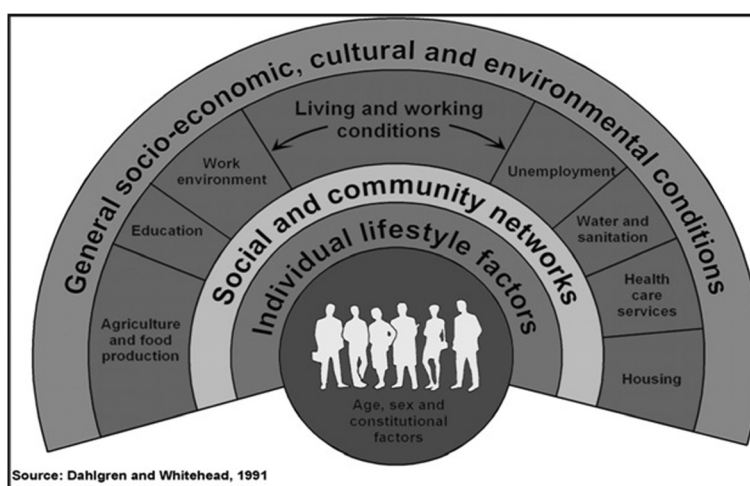 General socio-economic, cultural and environmental conditions
Living and working
conditions
Work
environment
Unemployment
Education
Water and
sanitation
Agriculture
and food
production
Health
care
services
Housing
Social and community networks
Individual lifestyle factors
Age, sex and
constitutional
factors
Source: Dahlgren and Whitehead, 1991